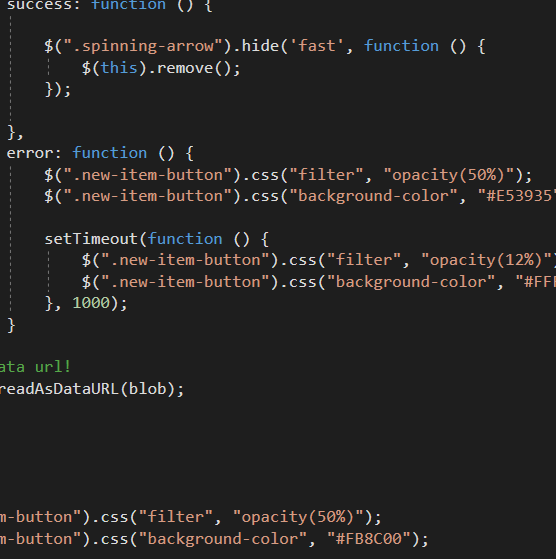 success: function () {
$(".spinning-arrow").hide('fast', function () {
$(this).remove();
});
},
error: function () {
$(".new-item-button").css("filter", "opacity(50%)");
$(".new-item-button").css("background-color", "#E53935"
setTimeout(function () {
$(".new-item-button").css("filter", "opacity(12%)")
$(".new-item-button").css("background-color", "#FFF
}, 1000);
}
ata url!
readAsDataURL(blob);
m-button").css("filter", "opacity(50%)");
m-button").css("background-color", "#FB8C00");